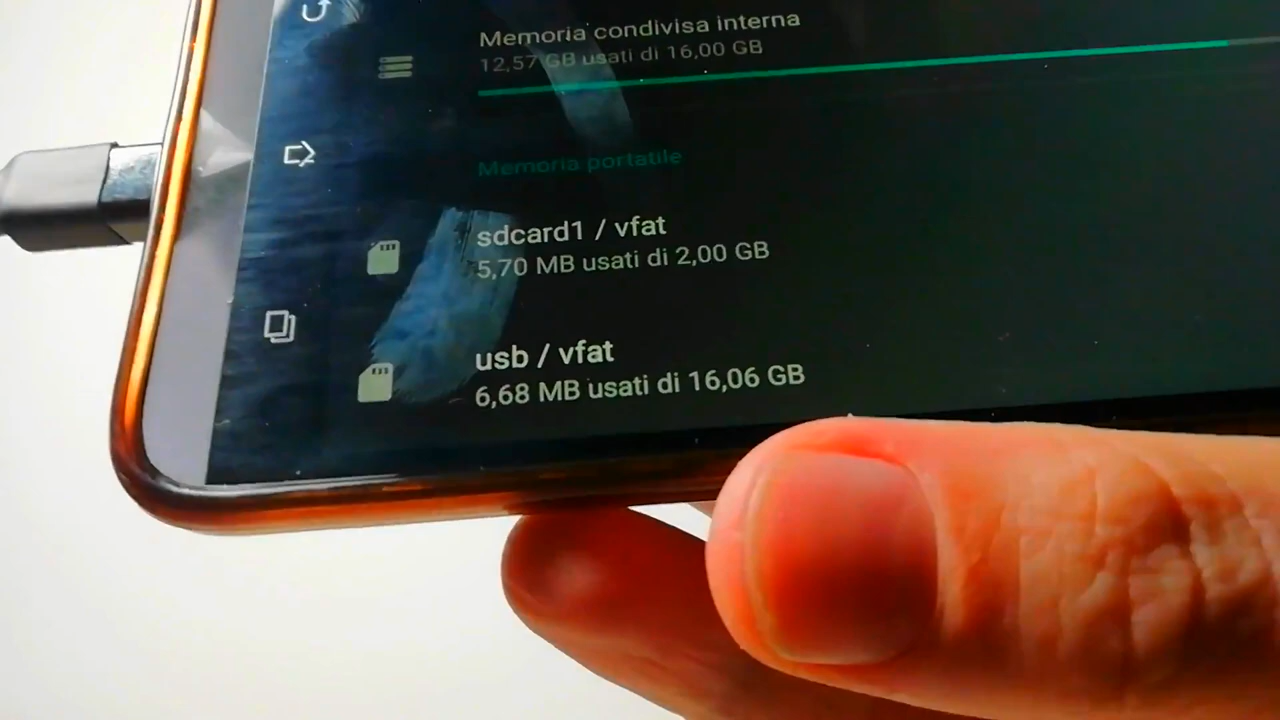 Memoria condivisa interna
12,57 GB usati di 16,00 GB
Memoria portatile
sdcard1 / vfat
5,70 MB usati di 2,00 GB
usb / vfat
6,68 MB usati di 16,06 GB